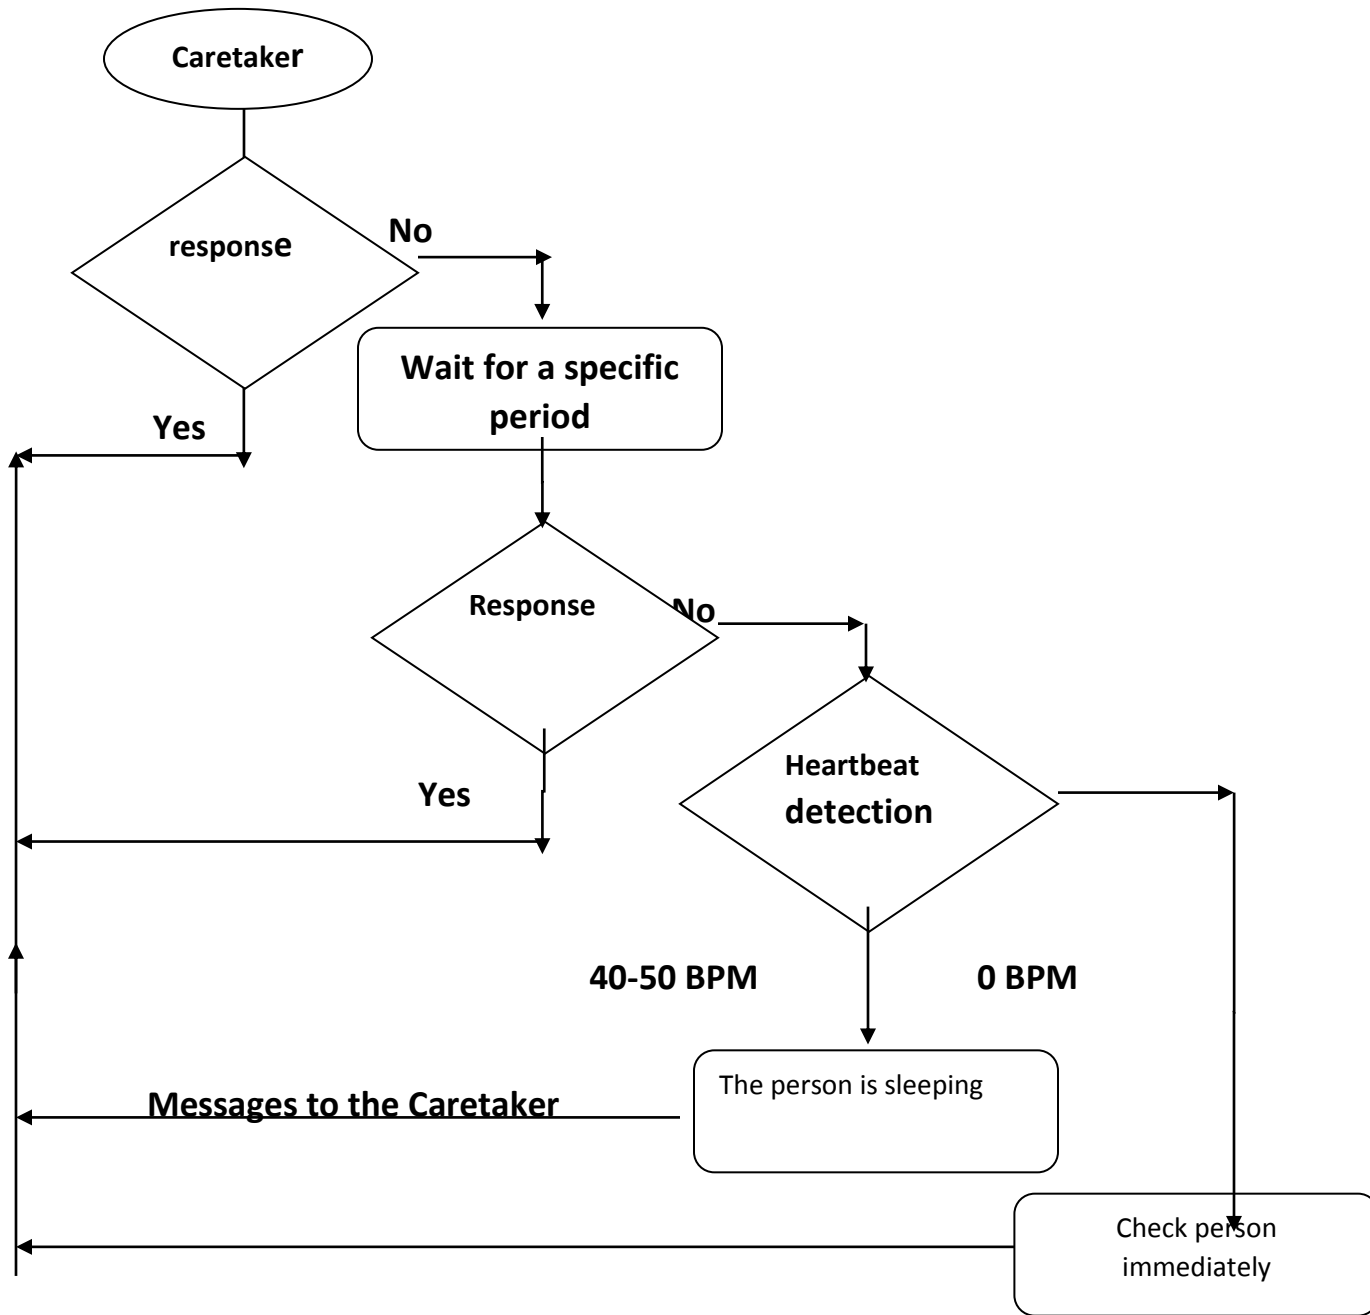 Caretaker
response
No
Wait for a specific
period
Yes
Response
No
Heartbeat
detection
Yes
40-50 BPM
0 BPM
The person is sleeping
Messages to the Caretaker
Check person
immediately